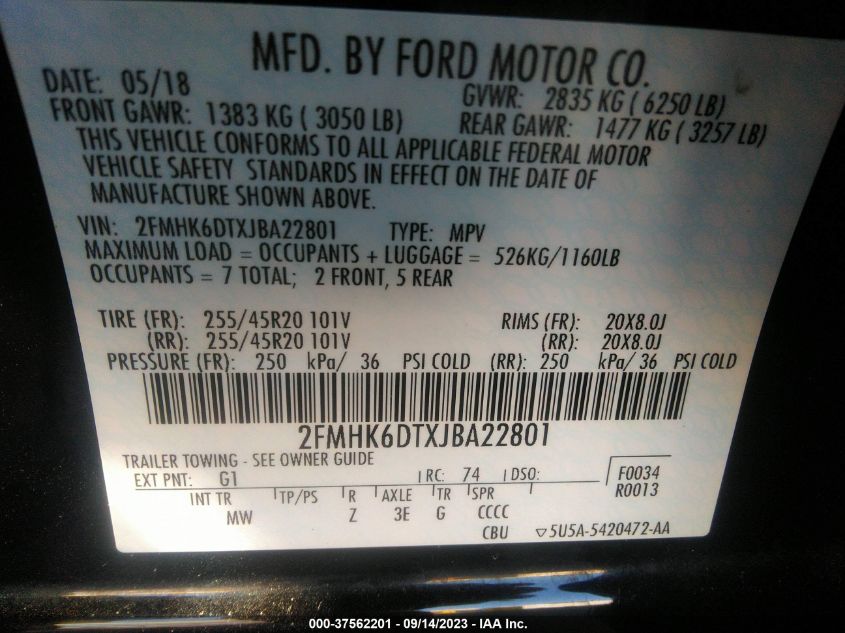 MFD. BY FORD MOTOR CO.
DATE: 05/18 GVWR: 2835 KG ( 6250 LB)
FRONT GAWR: 1383 KG ( 3050 LB) REAR GAWR: 1477 KG ( 3257 LB)
THIS VEHICLE CONFORMS TO ALL APPLICABLE FEDERAL MOTOR
VEHICLE SAFETY STANDARDS IN EFFECT ON THE DATE OF
MANUFACTURE SHOWN ABOVE.
VIN: 2FMHK6DTXJBA22801 TYPE: MPV
MAXIMUM LOAD = OCCUPANTS + LUGGAGE = 526KG/1160LB
OCCUPANTS = 7 TOTAL; 2 FRONT, 5 REAR
TIRE (FR): 255/45R20 101V RIMS (FR): 20X8.0J
(RR): 255/45R20 101V (RR): 20X8.0J
PRESSURE (FR): 250 kPa/ 36 PSI COLD (RR): 250 kPa/ 36 PSI COLD
2FMHK6DTXJBA22801
TRAILER TOWING - SEE OWNER GUIDE
EXT PNT: G1 RC: 74 DSO: F0034
R0013
INT TR TP/PS R AXLE TR SPR
MW Z 3E G CCCC
CBU ▽5U5A-5420472-AA
000-37562201 - 09/14/2023 - IAA Inc.